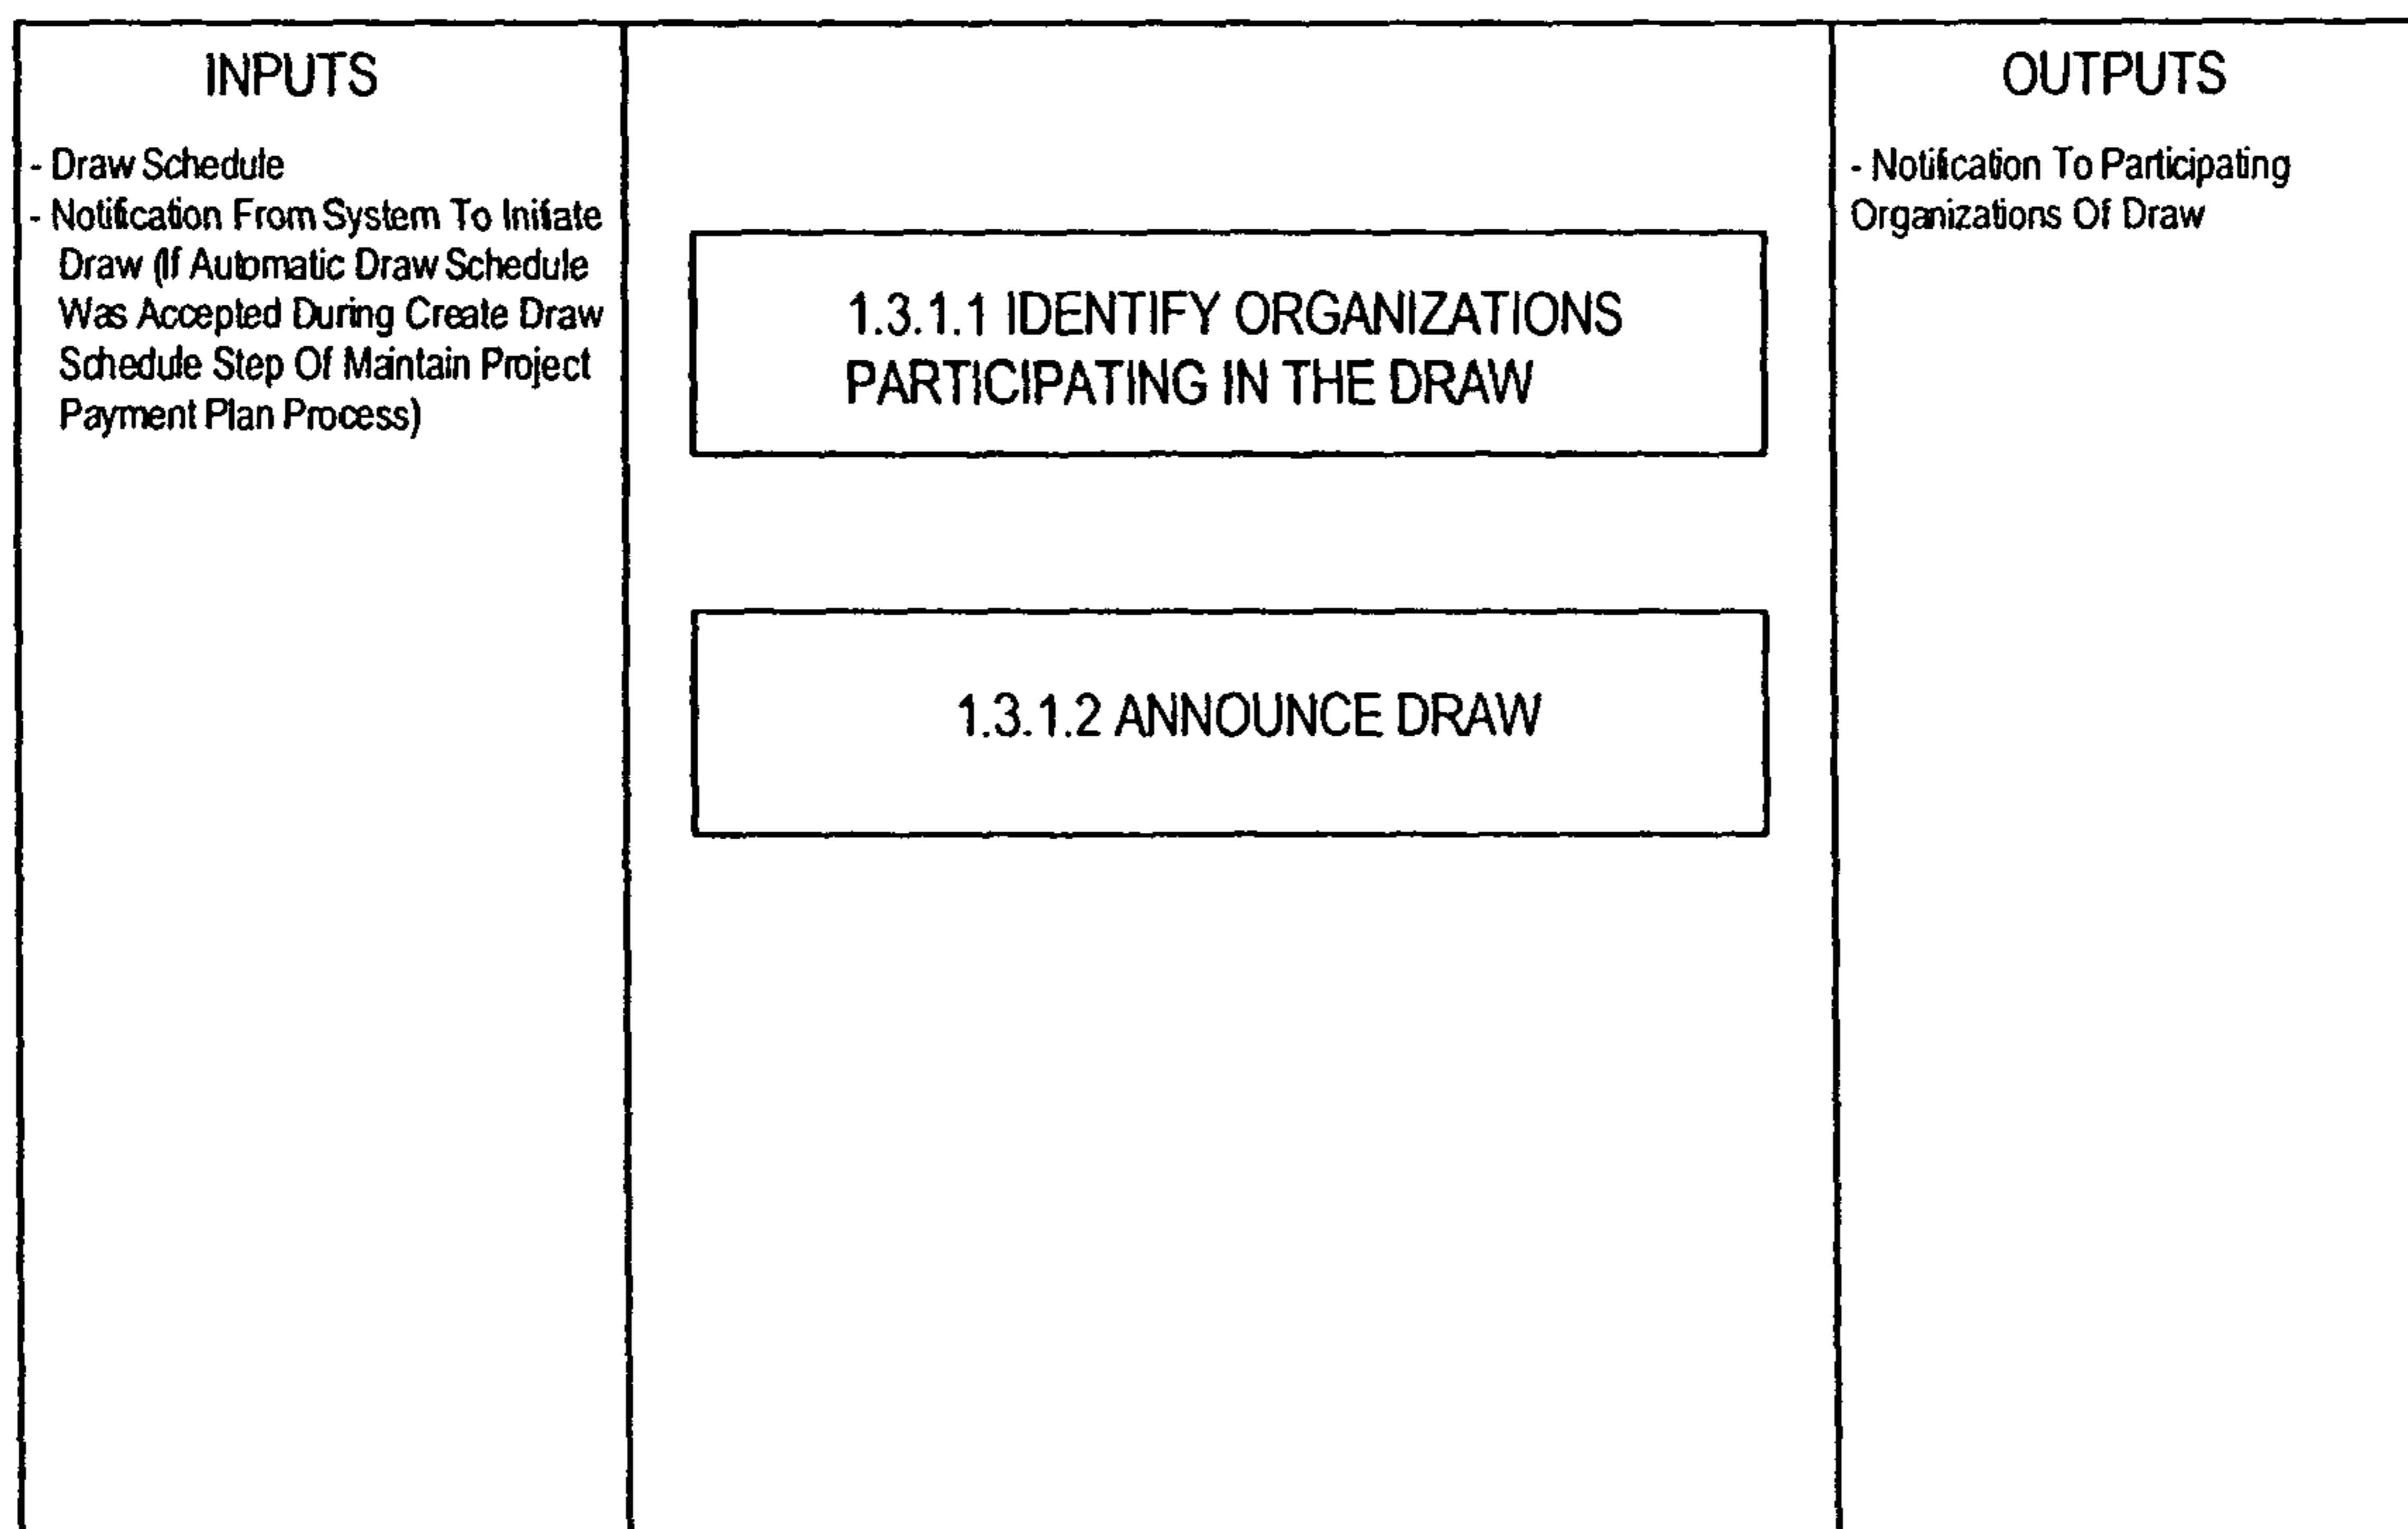 INPUTS
- Draw Schedule
- Notification From System To Initiate
Draw (If Automatic Draw Schedule
Was Accepted During Create Draw
Schedule Step Of Maintain Project
Payment Plan Process)
1.3.1.1 IDENTIFY ORGANIZATIONS
PARTICIPATING IN THE DRAW
1.3.1.2 ANNOUNCE DRAW
OUTPUTS
- Notification To Participating
Organizations Of Draw